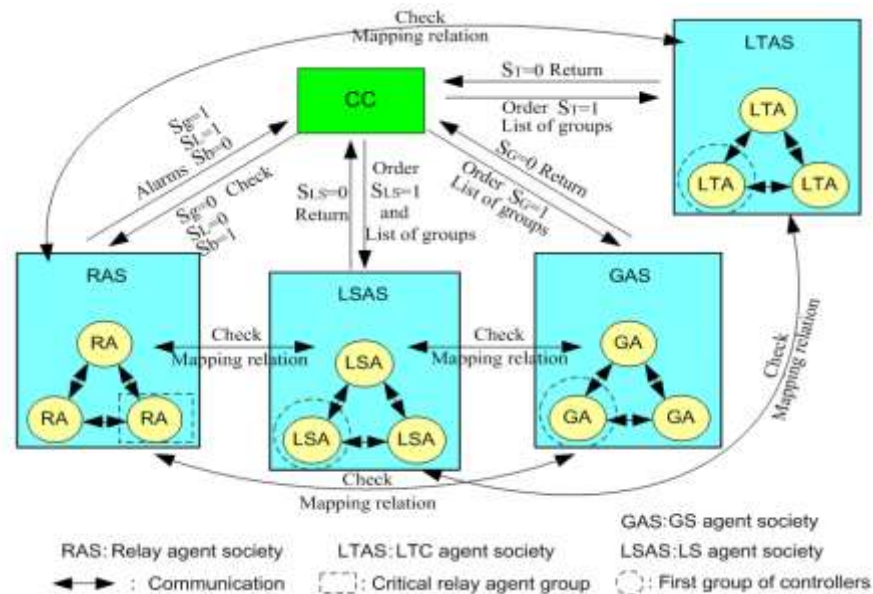 Check
Mapping relation
LTAS
CC
ST=0 Return
Order ST=1
List of groups
LTA
LTA
LTA
Sg=1
SL=1
Alarms Sb=0
Sg=0 Check
SL=0
Sb=1
SLS=0
Return
Order
SLS=1
and
List of groups
SG=0 Return
Order SG=1
List of groups
RAS
LSAS
GAS
RA
RA
RA
Check
Mapping relation
LSA
LSA
LSA
Check
Mapping relation
GA
GA
GA
Check
Mapping relation
Check
Mapping relation
GAS:GS agent society
RAS: Relay agent society
LTAS: LTC agent society
LSAS:LS agent society
: Communication
: Critical relay agent group
: First group of controllers